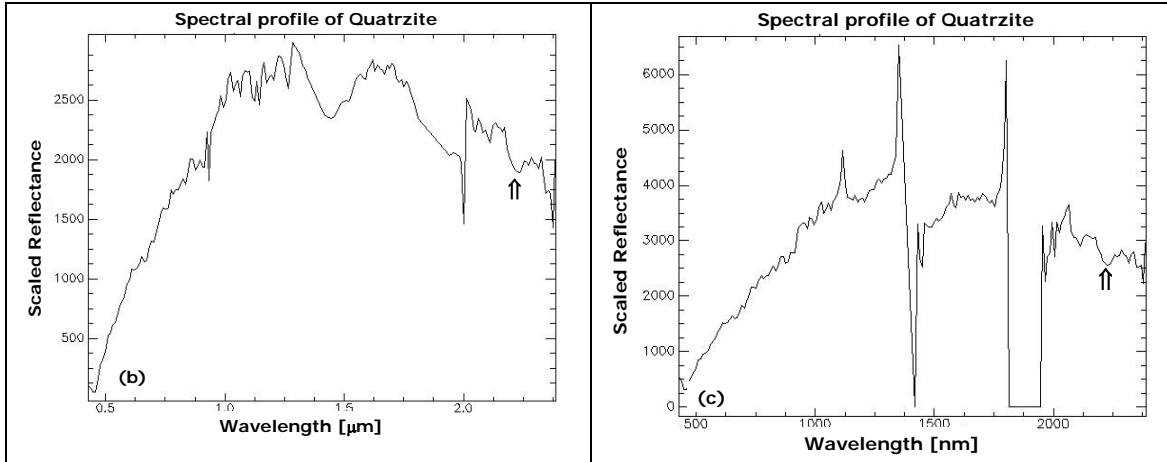 Spectral profile of Quatrzite
Scaled Reflectance
2500
2000
1500
1000
500
(b)
0.5 1.0 1.5 2.0
Wavelength [μm]
Spectral profile of Quatrzite
Scaled Reflectance
6000
5000
4000
3000
2000
1000
0
(c)
500 1000 1500 2000
Wavelength [nm]